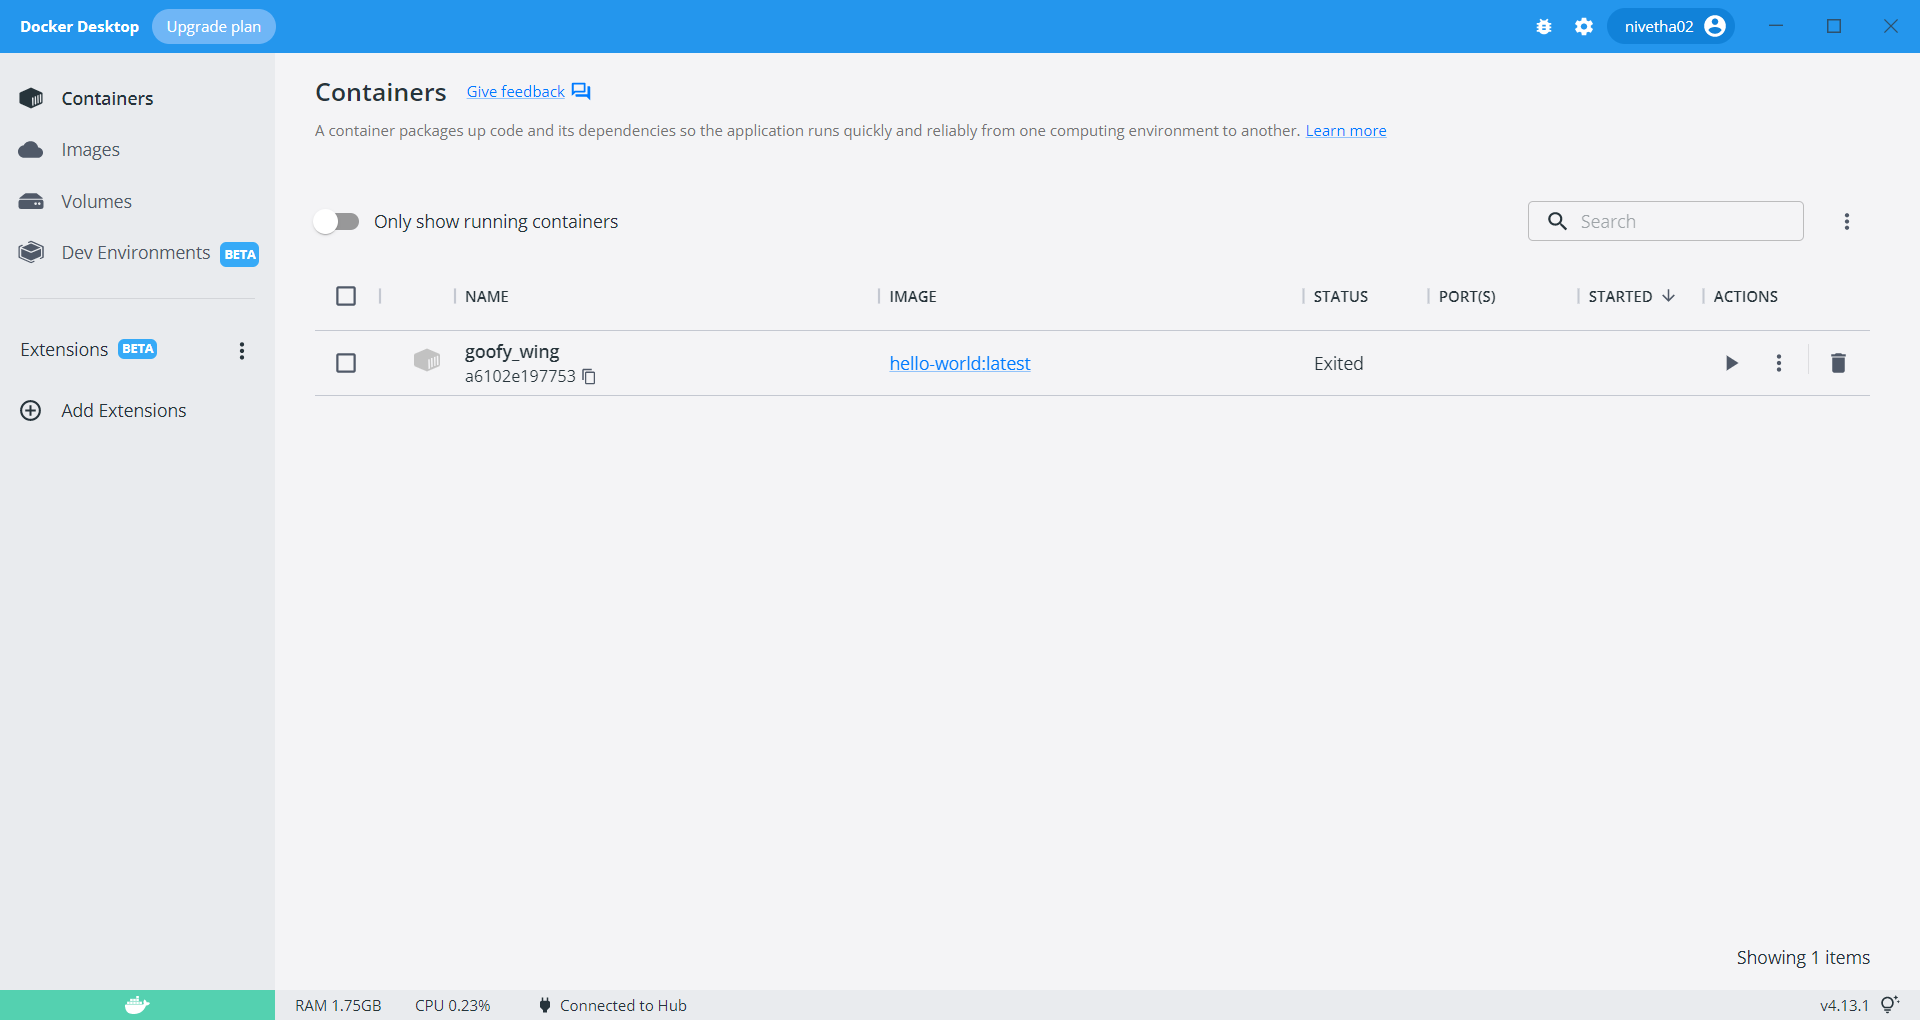 Docker Desktop Upgrade plan nivetha02
Containers
Images
Volumes
Dev Environments BETA
Extensions BETA
Add Extensions
Containers Give feedback
A container packages up code and its dependencies so the application runs quickly and reliably from one computing environment to another. Learn more
Only show running containers Search
NAME IMAGE STATUS PORT(S) STARTED ACTIONS
goofy_wing
a6102e197753 hello-world:latest Exited
Showing 1 items
RAM 1.75GB CPU 0.23% Connected to Hub v4.13.1